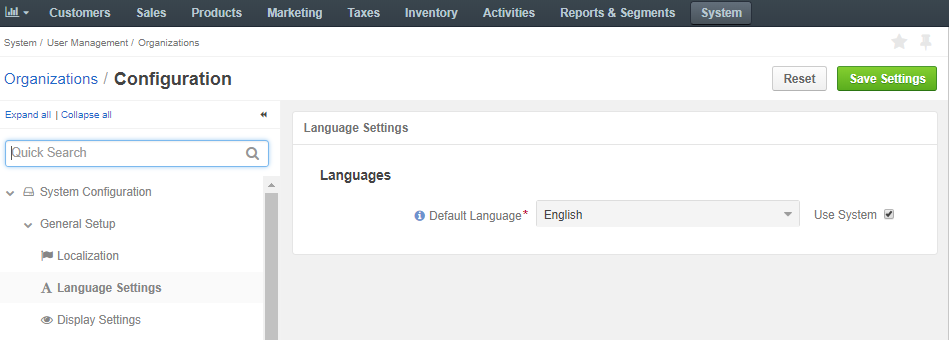 Customers Sales Products Marketing Taxes Inventory Activities Reports & Segments System
System / User Management / Organizations
Organizations / Configuration Reset Save Settings
Expand all | Collapse all
Quick Search
System Configuration
General Setup
Localization
Language Settings
Display Settings
Language Settings
Languages
Default Language* English Use System